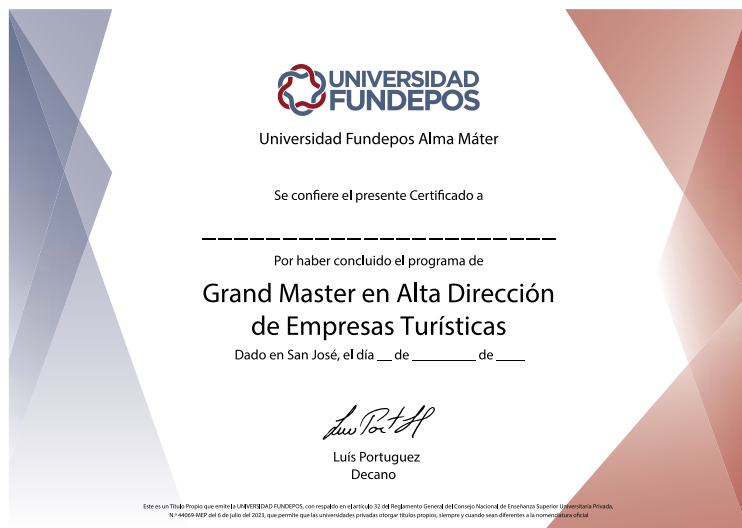 UNIVERSIDAD
FUNDEPOS
Universidad Fundepos Alma Máter
Se confiere el presente Certificado a
Por haber concluido el programa de
Grand Master en Alta Dirección
de Empresas Turísticas
Dado en San José, el día __ de ________ de ____
Luís Portuguez
Decano
Este es un Título Propio que emite la UNIVERSIDAD FUNDEPOS, con respaldo en el artículo 32 del Reglamento General del Consejo Nacional de Enseñanza Superior Universitaria Privada,
N.º 44069-MEP del 6 de julio del 2023, que permite que las universidades privadas otorgar títulos propios, siempre y cuando sean diferentes a la nomenclatura oficial